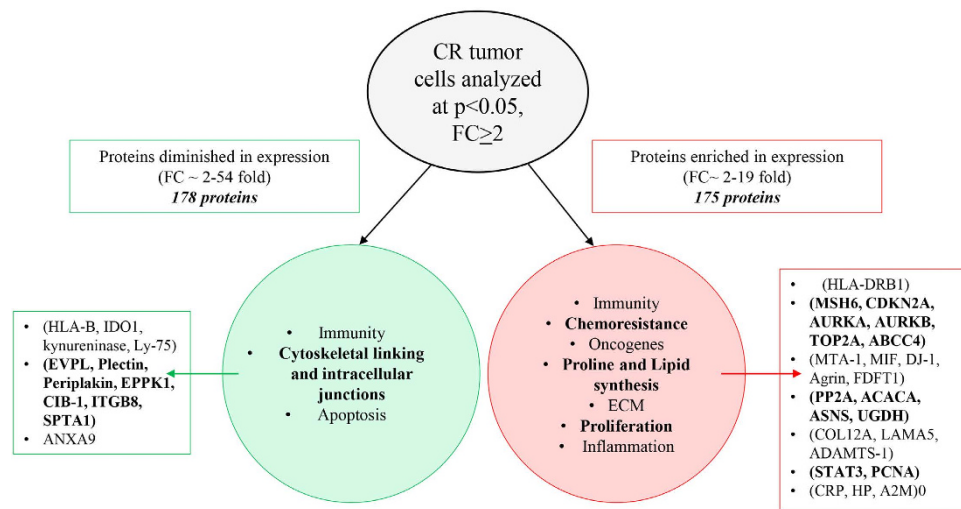 CR tumor
cells analyzed
at p<0.05,
FC≥2
Proteins diminished in expression
(FC ~ 2-54 fold)
178 proteins
Proteins enriched in expression
(FC~ 2-19 fold)
175 proteins
• (HLA-B, IDO1,
kynureninase, Ly-75)
• (EVPL, Plectin,
Periplakin, EPPK1,
CIB-1, ITGB8,
SPTA1)
• ANXA9
• Immunity
• Cytoskeletal linking
and intracellular
junctions
• Apoptosis
• Immunity
• Chemoresistance
• Oncogenes
• Proline and Lipid
synthesis
• ECM
• Proliferation
• Inflammation
• (HLA-DRB1)
• (MSH6, CDKN2A,
AURKA, AURKB,
TOP2A, ABCC4)
• (MTA-1, MIF, DJ-1,
Agrin, FDFT1)
• (PP2A, ACACA,
ASNS, UGDH)
• (COL12A, LAMA5,
ADAMTS-1)
• (STAT3, PCNA)
• (CRP, HP, A2M)0